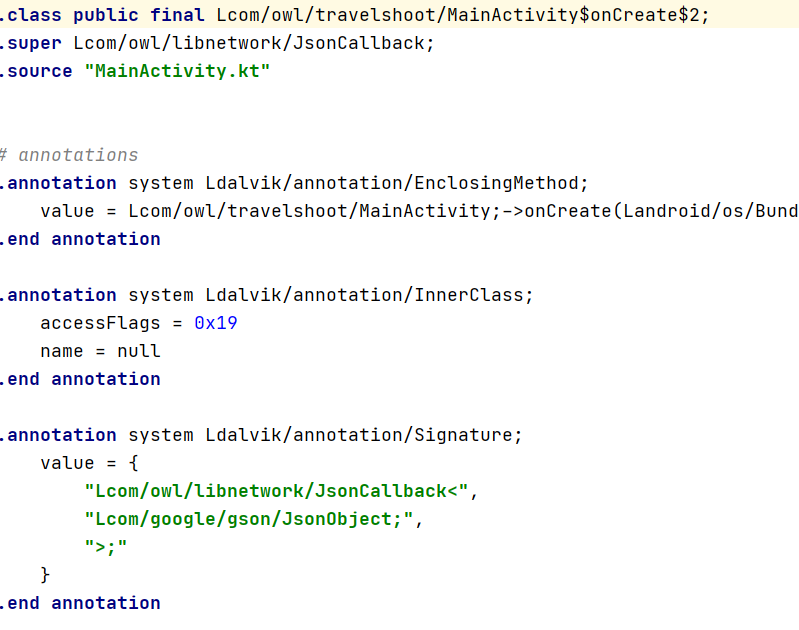 .class public final Lcom/owl/travelshoot/MainActivity$onCreate$2;
.super Lcom/owl/libnetwork/JsonCallback;
.source "MainActivity.kt"
# annotations
.annotation system Ldalvik/annotation/EnclosingMethod;
value = Lcom/owl/travelshoot/MainActivity;->onCreate(Landroid/os/Bund
.end annotation
.annotation system Ldalvik/annotation/InnerClass;
accessFlags = 0x19
name = null
.end annotation
.annotation system Ldalvik/annotation/Signature;
value = {
"Lcom/owl/libnetwork/JsonCallback<",
"Lcom/google/gson/JsonObject;",
">;"
}
.end annotation